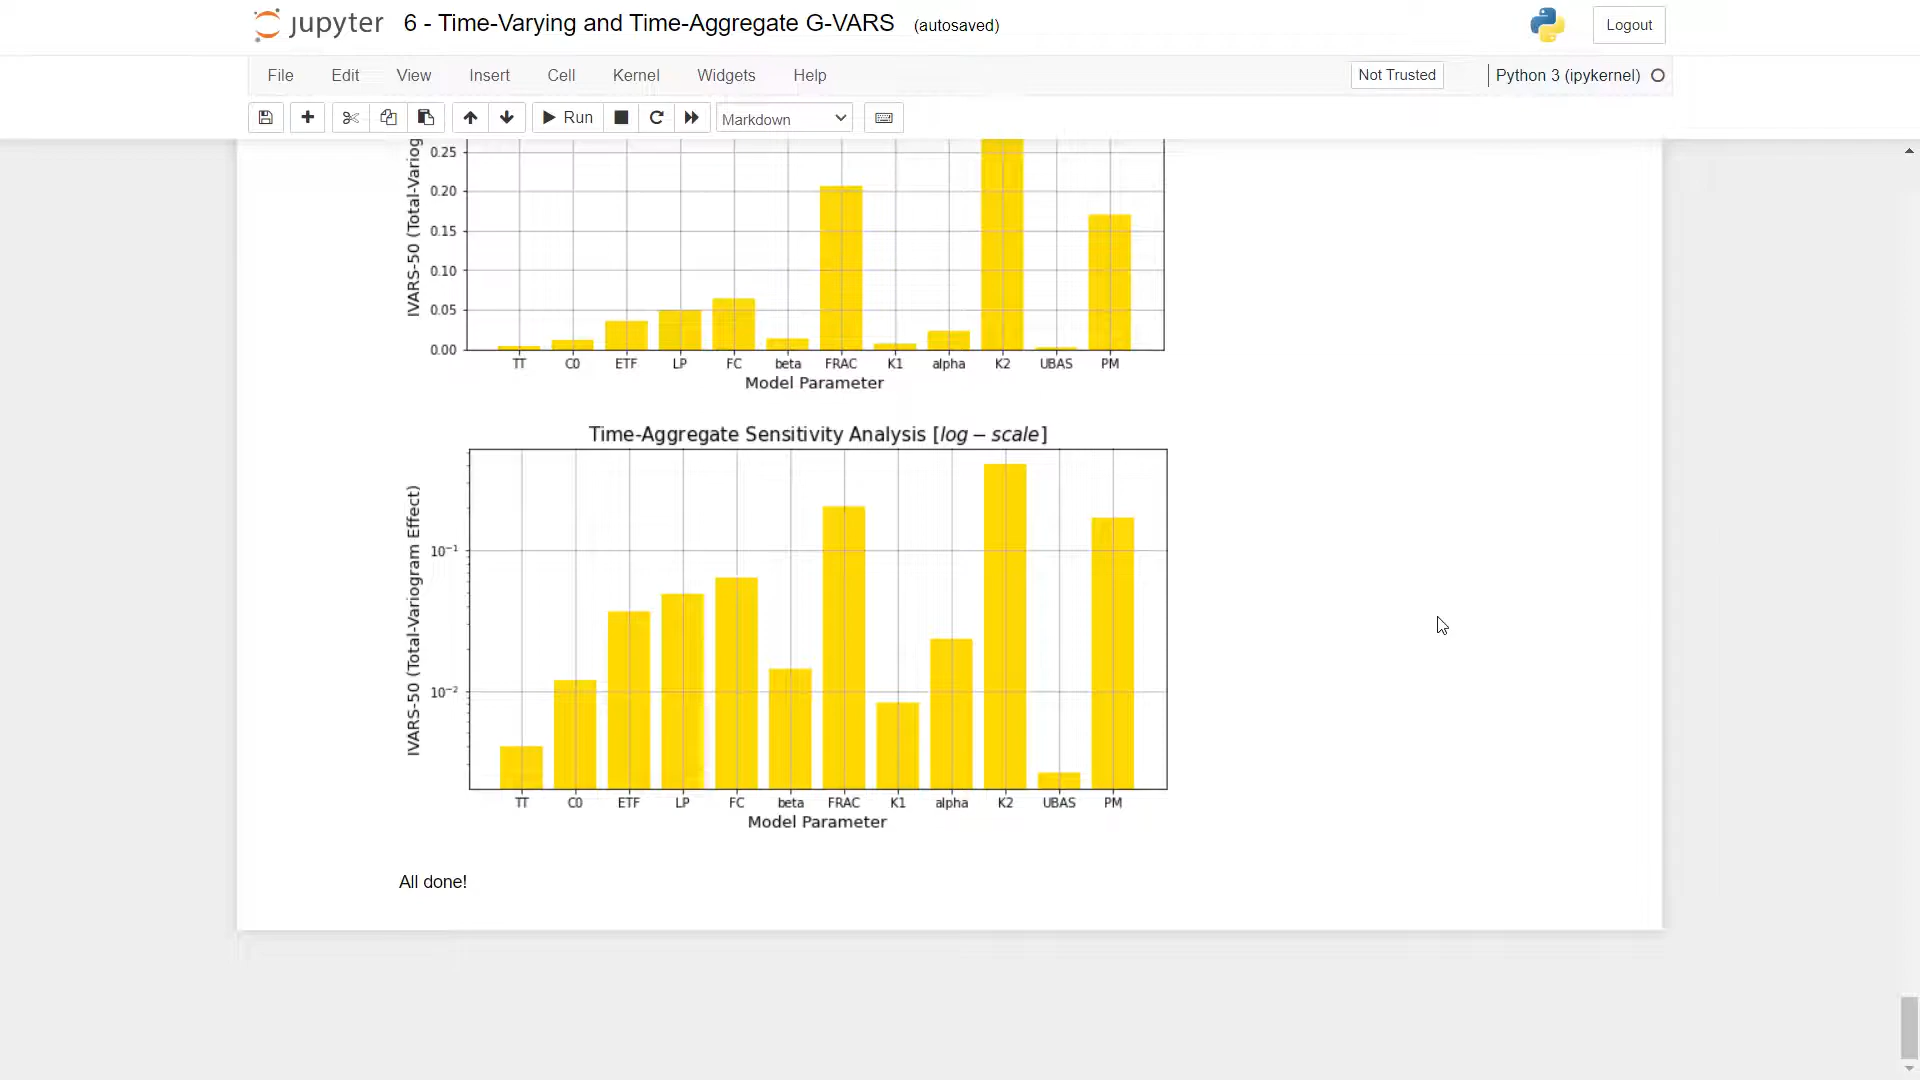 jupyter 6 - Time-Varying and Time-Aggregate G-VARS (autosaved) Logout
File Edit View Insert Cell Kernel Widgets Help Not Trusted Python 3 (ipykernel)
Run Markdown
IVARS-50 (Total-Variog
0.25
0.20
0.15
0.10
0.05
0.00
TT C0 ETF LP FC beta FRAC K1 alpha K2 UBAS PM
Model Parameter
Time-Aggregate Sensitivity Analysis [log − scale]
IVARS-50 (Total-Variogram Effect)
10⁻¹
10⁻²
TT C0 ETF LP FC beta FRAC K1 alpha K2 UBAS PM
Model Parameter
All done!